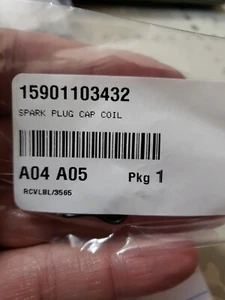 15901103432
SPARK PLUG CAP COIL
A04 A05 Pkg 1
RCVLBL/3565